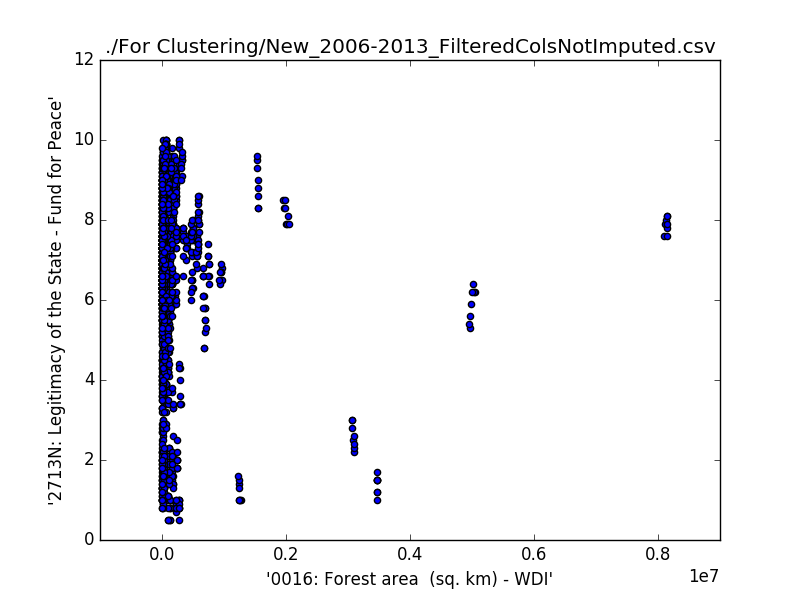 ./For Clustering/New_2006-2013_FilteredColsNotImputed.csv
12
10
8
6
4
2
0
'2713N: Legitimacy of the State - Fund for Peace'
0.0 0.2 0.4 0.6 0.8
1e7
'0016: Forest area  (sq. km) - WDI'